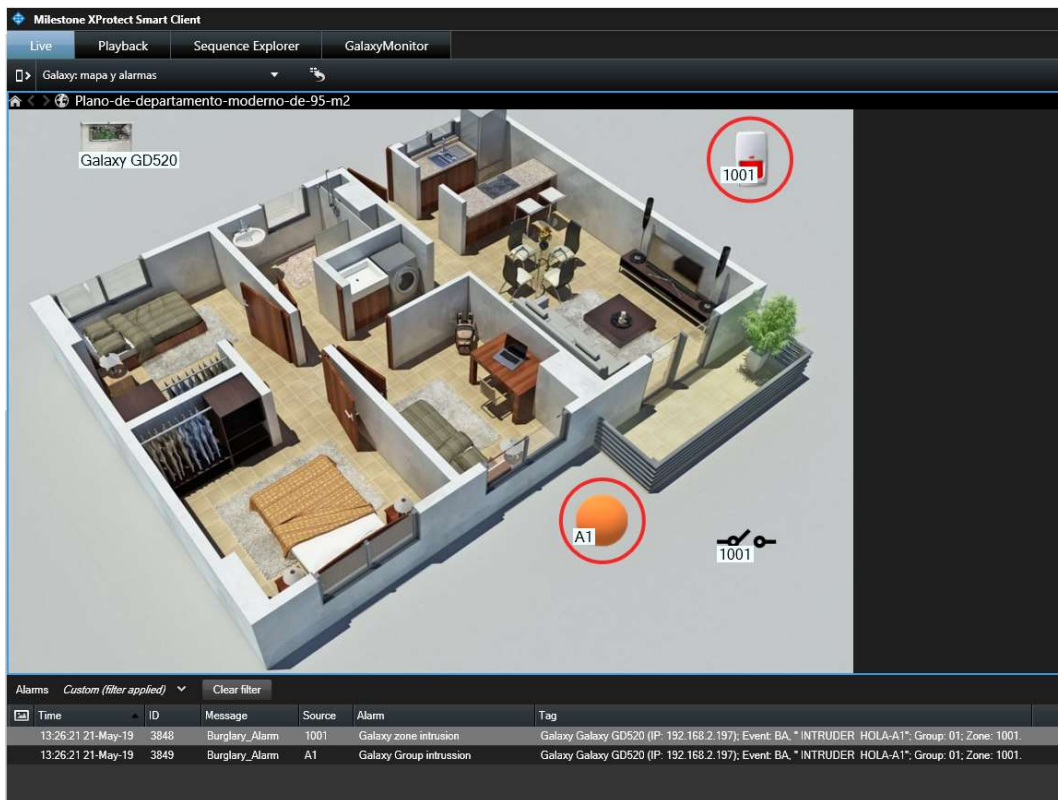 Milestone XProtect Smart Client
Live Playback Sequence Explorer GalaxyMonitor
Galaxy: mapa y alarmas
Plano-de-departamento-moderno-de-95-m2
Galaxy GD520
1001
A1
1001
Alarms Custom (filter applied) Clear filter
Time ID Message Source Alarm Tag
13:26:21 21-May-19 3848 Burglary_Alarm 1001 Galaxy zone intrusion Galaxy Galaxy GD520 (IP: 192.168.2.197); Event: BA, " INTRUDER HOLA-A1"; Group: 01; Zone: 1001.
13:26:21 21-May-19 3849 Burglary_Alarm A1 Galaxy Group intrussion Galaxy Galaxy GD520 (IP: 192.168.2.197); Event: BA, " INTRUDER HOLA-A1"; Group: 01; Zone: 1001.